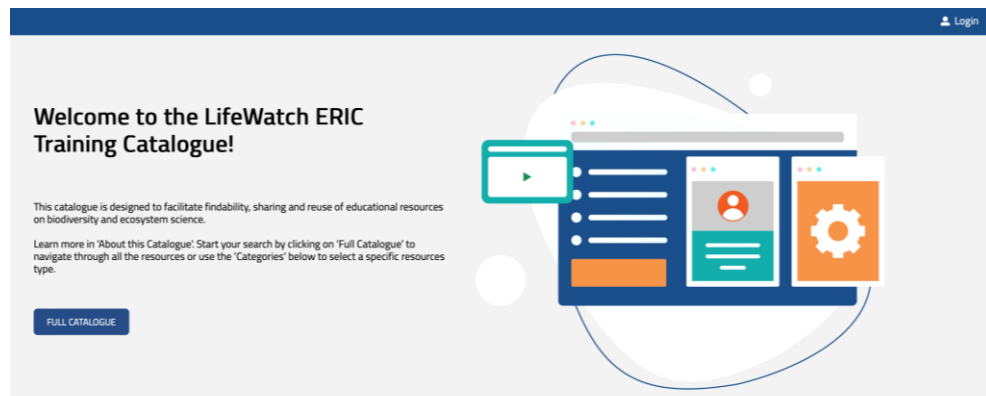 Login
Welcome to the LifeWatch ERIC
Training Catalogue!
This catalogue is designed to facilitate findability, sharing and reuse of educational resources
on biodiversity and ecosystem science.
Learn more in 'About this Catalogue'. Start your search by clicking on 'Full Catalogue' to
navigate through all the resources or use the 'Categories' below to select a specific resources
type.
FULL CATALOGUE